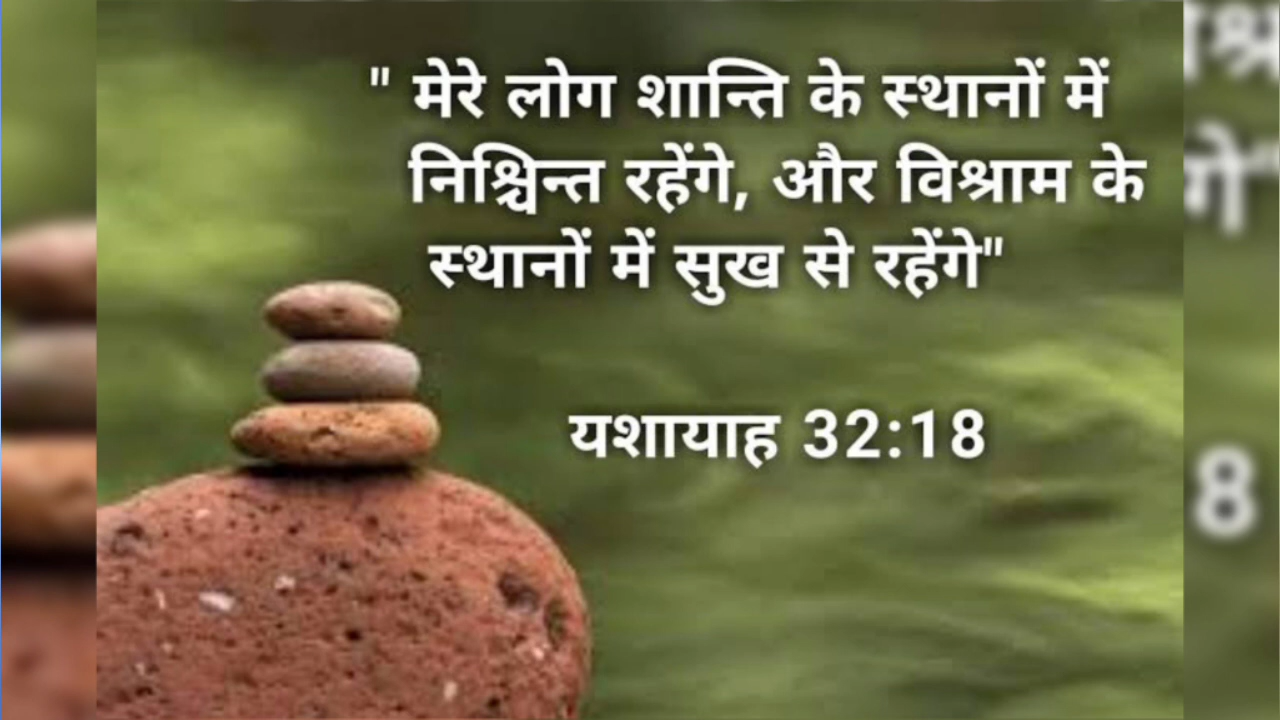 " मेरे लोग शान्ति के स्थानों में
निश्चिन्त रहेंगे, और विश्राम के
स्थानों में सुख से रहेंगे"
यशायाह 32:18